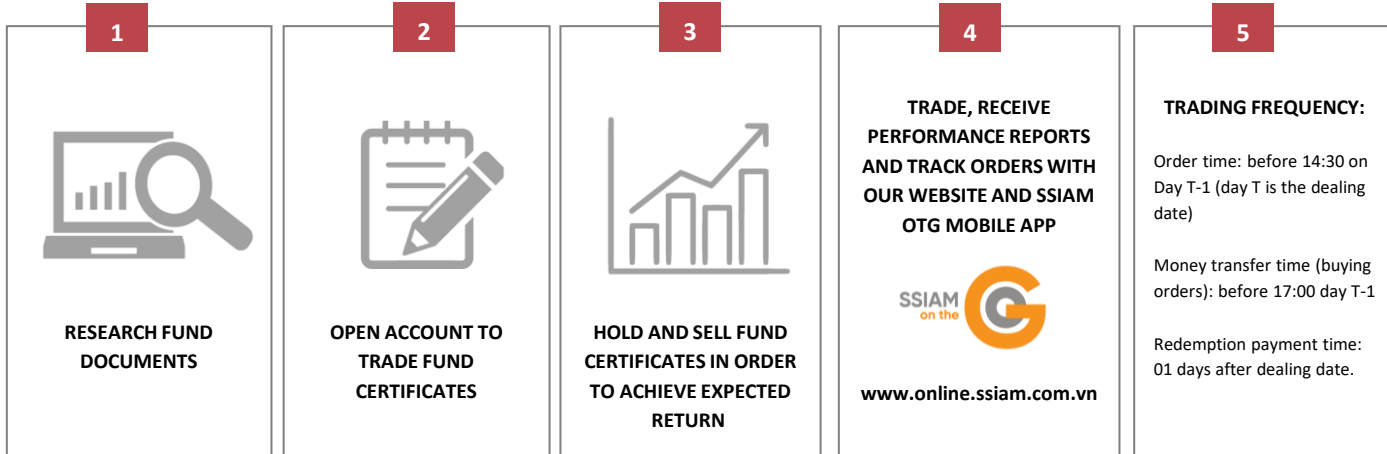 1
RESEARCH FUND
DOCUMENTS
2
OPEN ACCOUNT TO
TRADE FUND
CERTIFICATES
3
HOLD AND SELL FUND
CERTIFICATES IN ORDER
TO ACHIEVE EXPECTED
RETURN
4
TRADE, RECEIVE
PERFORMANCE REPORTS
AND TRACK ORDERS WITH
OUR WEBSITE AND SSIAM
OTG MOBILE APP
SSIAM
on the
G
www.online.ssiam.com.vn
5
TRADING FREQUENCY:
Order time: before 14:30 on
Day T-1 (day T is the dealing
date)
Money transfer time (buying
orders): before 17:00 day T-1
Redemption payment time:
01 days after dealing date.